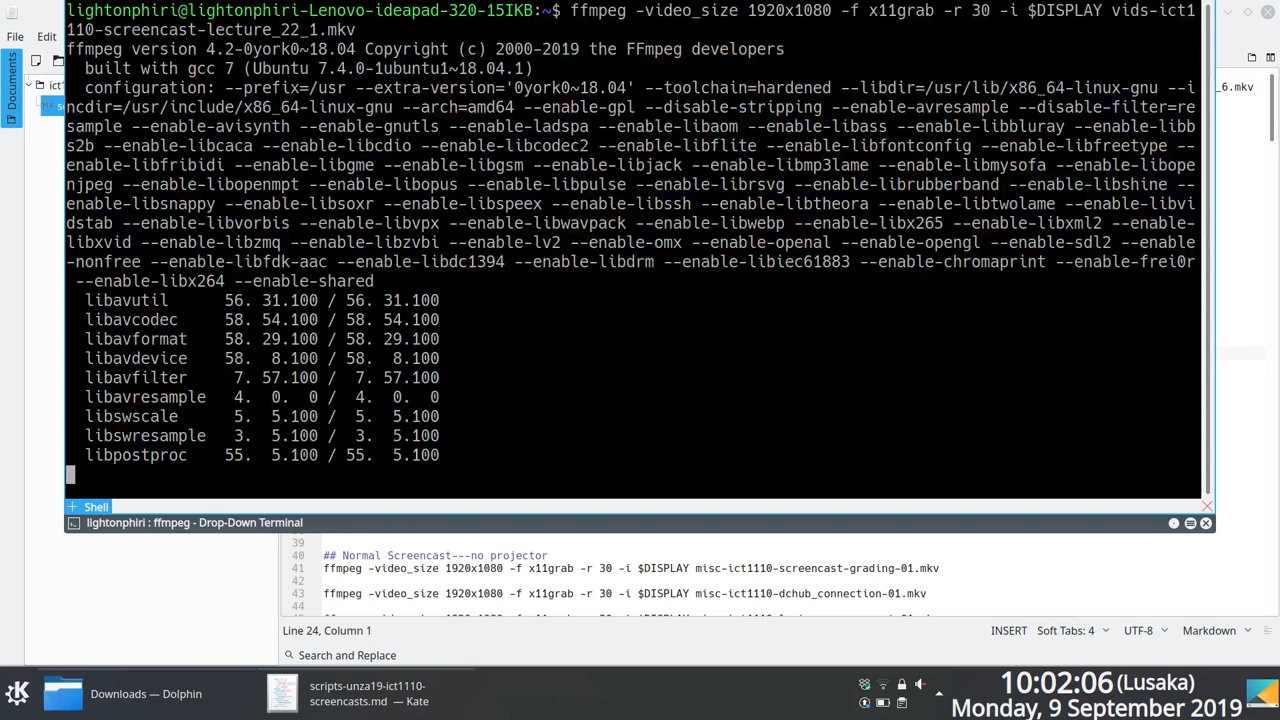 lightonphiri@lightonphiri-Lenovo-ideapad-320-15IKB:~$ ffmpeg -video_size 1920x1080 -f x11grab -r 30 -i $DISPLAY vids-ict1
110-screencast-lecture_22_1.mkv
ffmpeg version 4.2-0york0~18.04 Copyright (c) 2000-2019 the FFmpeg developers
built with gcc 7 (Ubuntu 7.4.0-1ubuntu1~18.04.1)
configuration: --prefix=/usr --extra-version='0york0~18.04' --toolchain=hardened --libdir=/usr/lib/x86_64-linux-gnu --i
ncdir=/usr/include/x86_64-linux-gnu --arch=amd64 --enable-gpl --disable-stripping --enable-avresample --disable-filter=re
sample --enable-avisynth --enable-gnutls --enable-ladspa --enable-libaom --enable-libass --enable-libbluray --enable-libb
s2b --enable-libcaca --enable-libcdio --enable-libcodec2 --enable-libflite --enable-libfontconfig --enable-libfreetype --
enable-libfribidi --enable-libgme --enable-libgsm --enable-libjack --enable-libmp3lame --enable-libmysofa --enable-libope
njpeg --enable-libopenmpt --enable-libopus --enable-libpulse --enable-librsvg --enable-librubberband --enable-libshine --
enable-libsnappy --enable-libsoxr --enable-libspeex --enable-libssh --enable-libtheora --enable-libtwolame --enable-libvi
dstab --enable-libvorbis --enable-libvpx --enable-libwavpack --enable-libwebp --enable-libx265 --enable-libxml2 --enable-
libxvid --enable-libzmq --enable-libzvbi --enable-lv2 --enable-omx --enable-openal --enable-opengl --enable-sdl2 --enable
-nonfree --enable-libfdk-aac --enable-libdc1394 --enable-libdrm --enable-libiec61883 --enable-chromaprint --enable-frei0r
--enable-libx264 --enable-shared
libavutil 56. 31.100 / 56. 31.100
libavcodec 58. 54.100 / 58. 54.100
libavformat 58. 29.100 / 58. 29.100
libavdevice 58. 8.100 / 58. 8.100
libavfilter 7. 57.100 / 7. 57.100
libavresample 4. 0. 0 / 4. 0. 0
libswscale 5. 5.100 / 5. 5.100
libswresample 3. 5.100 / 3. 5.100
libpostproc 55. 5.100 / 55. 5.100
Shell
lightonphiri : ffmpeg - Drop-Down Terminal
File Edit
Documents
ict1
_6.mkv
39
40 ## Normal Screencast---no projector
41 ffmpeg -video_size 1920x1080 -f x11grab -r 30 -i $DISPLAY misc-ict1110-screencast-grading-01.mkv
42
43 ffmpeg -video_size 1920x1080 -f x11grab -r 30 -i $DISPLAY misc-ict1110-dchub_connection-01.mkv
44
Line 24, Column 1 INSERT Soft Tabs: 4 UTF-8 Markdown
Search and Replace
Downloads — Dolphin
scripts-unza19-ict1110-
screencasts.md — Kate
10:02:06 (Lusaka)
Monday, 9 September 2019